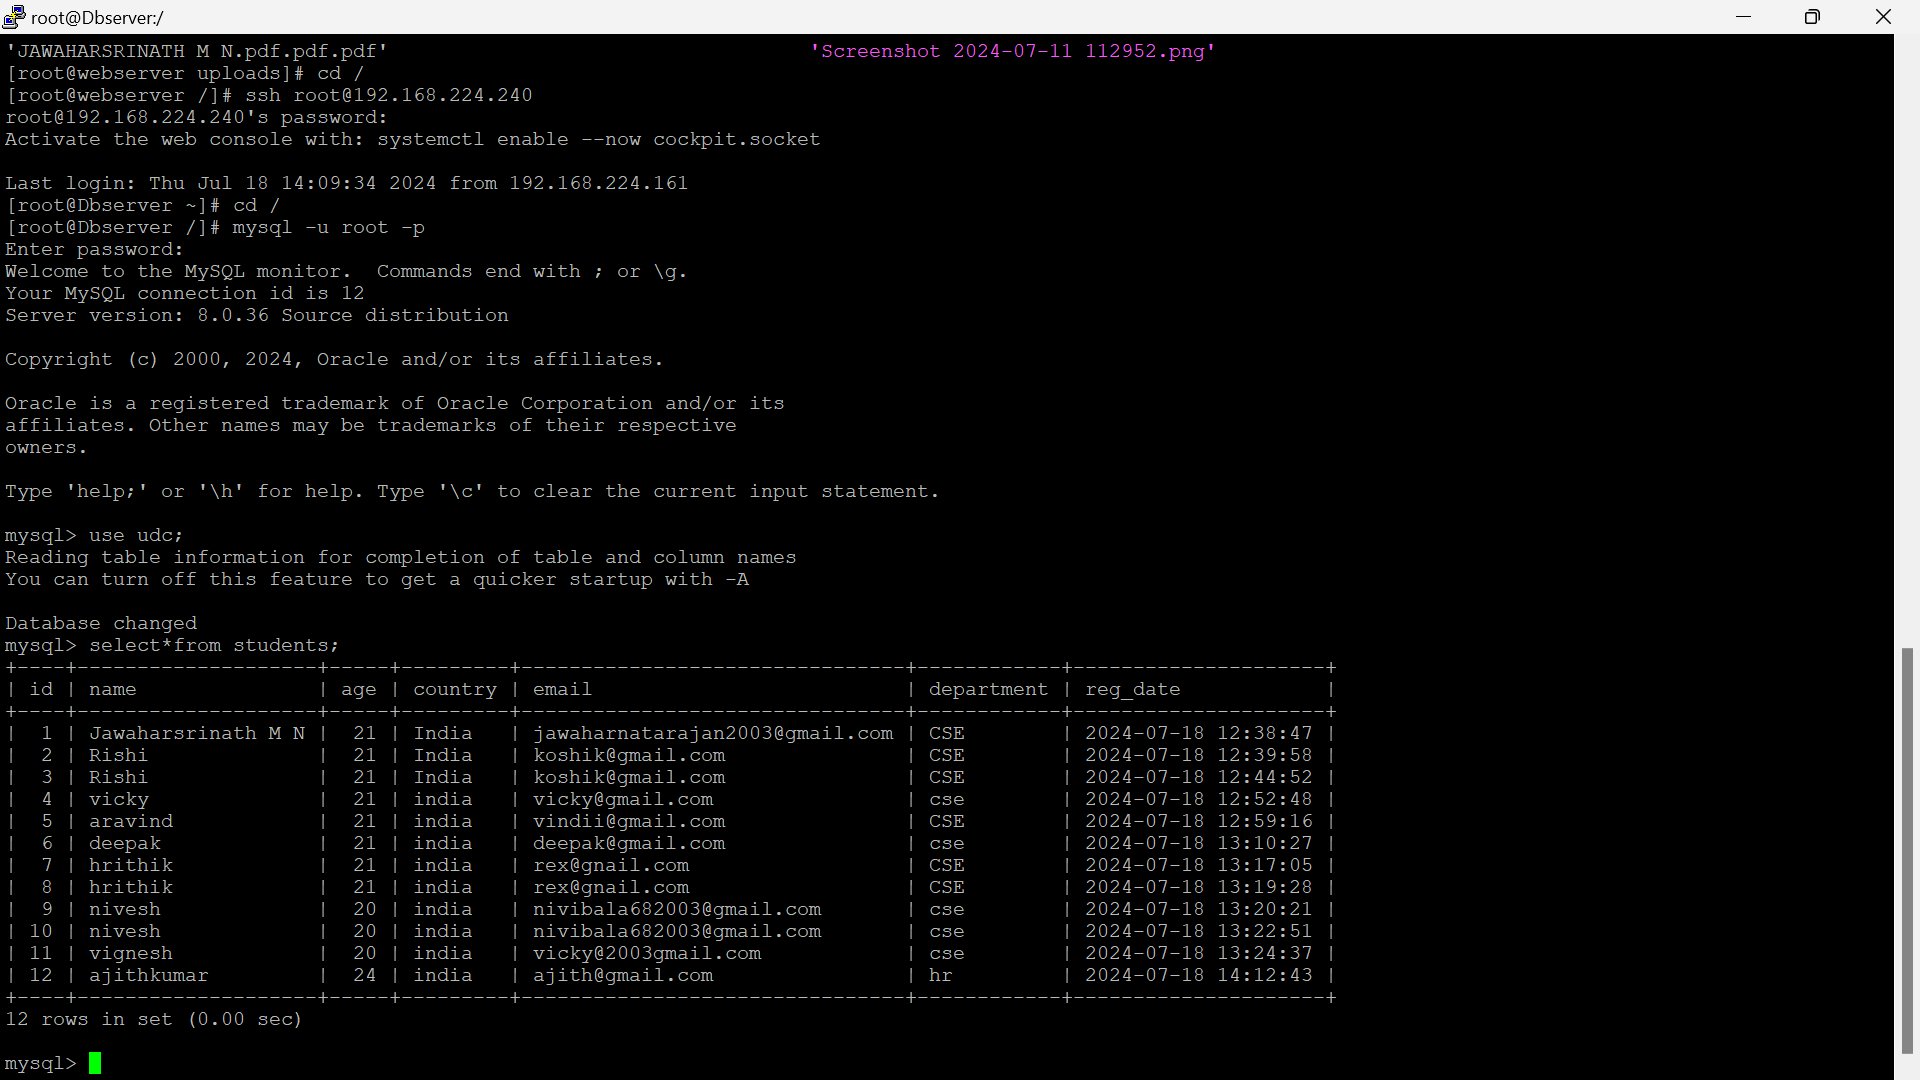 root@Dbserver:/
'JAWAHARSRINATH M N.pdf.pdf.pdf' 'Screenshot 2024-07-11 112952.png'
[root@webserver uploads]# cd /
[root@webserver /]# ssh root@192.168.224.240
root@192.168.224.240's password:
Activate the web console with: systemctl enable --now cockpit.socket
Last login: Thu Jul 18 14:09:34 2024 from 192.168.224.161
[root@Dbserver ~]# cd /
[root@Dbserver /]# mysql -u root -p
Enter password:
Welcome to the MySQL monitor.  Commands end with ; or \g.
Your MySQL connection id is 12
Server version: 8.0.36 Source distribution
Copyright (c) 2000, 2024, Oracle and/or its affiliates.
Oracle is a registered trademark of Oracle Corporation and/or its
affiliates. Other names may be trademarks of their respective
owners.
Type 'help;' or '\h' for help. Type '\c' to clear the current input statement.
mysql> use udc;
Reading table information for completion of table and column names
You can turn off this feature to get a quicker startup with -A
Database changed
mysql> select*from students;
+----+--------------------+-----+---------+--------------------------------+------------+---------------------+
| id | name               | age | country | email                          | department | reg_date            |
+----+--------------------+-----+---------+--------------------------------+------------+---------------------+
|  1 | Jawaharsrinath M N |  21 | India   | jawaharnatarajan2003@gmail.com | CSE        | 2024-07-18 12:38:47 |
|  2 | Rishi              |  21 | India   | koshik@gmail.com               | CSE        | 2024-07-18 12:39:58 |
|  3 | Rishi              |  21 | India   | koshik@gmail.com               | CSE        | 2024-07-18 12:44:52 |
|  4 | vicky              |  21 | india   | vicky@gmail.com                | cse        | 2024-07-18 12:52:48 |
|  5 | aravind            |  21 | india   | vindii@gmail.com               | CSE        | 2024-07-18 12:59:16 |
|  6 | deepak             |  21 | india   | deepak@gmail.com               | cse        | 2024-07-18 13:10:27 |
|  7 | hrithik            |  21 | india   | rex@gnail.com                  | CSE        | 2024-07-18 13:17:05 |
|  8 | hrithik            |  21 | india   | rex@gnail.com                  | CSE        | 2024-07-18 13:19:28 |
|  9 | nivesh             |  20 | india   | nivibala682003@gmail.com       | cse        | 2024-07-18 13:20:21 |
| 10 | nivesh             |  20 | india   | nivibala682003@gmail.com       | cse        | 2024-07-18 13:22:51 |
| 11 | vignesh            |  20 | india   | vicky@2003gmail.com            | cse        | 2024-07-18 13:24:37 |
| 12 | ajithkumar         |  24 | india   | ajith@gmail.com                | hr         | 2024-07-18 14:12:43 |
+----+--------------------+-----+---------+--------------------------------+------------+---------------------+
12 rows in set (0.00 sec)
mysql>